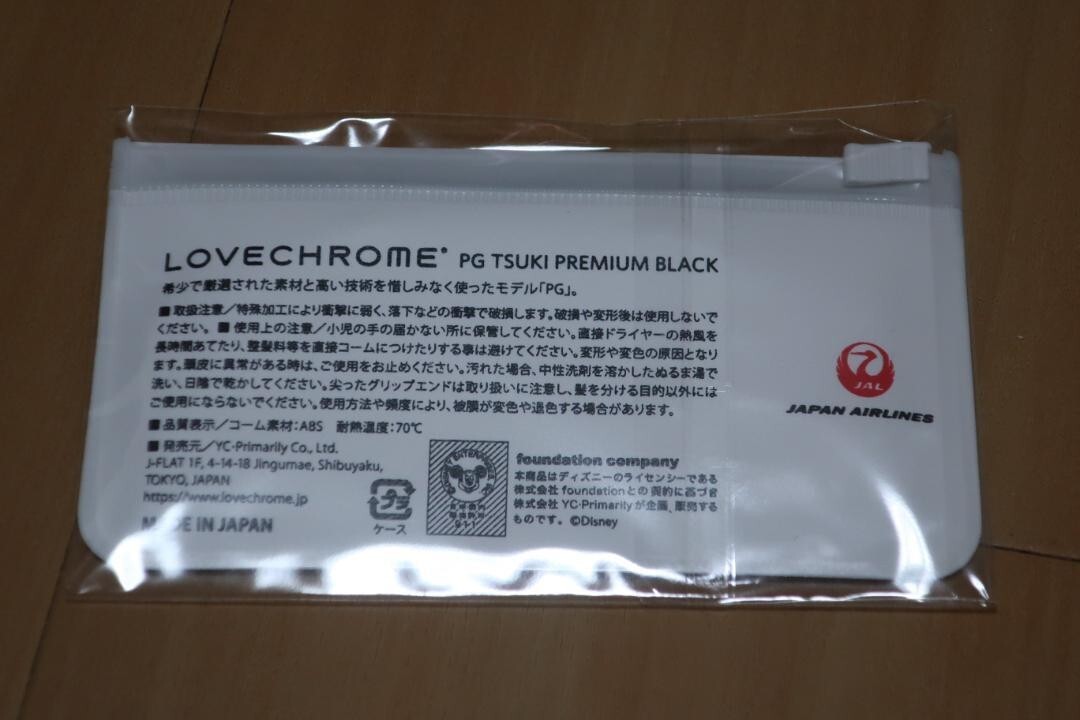 LOVECHROME® PG TSUKI PREMIUM BLACK
希少で厳選された素材と高い技術を惜しみなく使ったモデル「PG」。
■取扱注意／特殊加工により衝撃に弱く、落下などの衝撃で破損します。破損や変形後は使用しないで
ください。■使用上の注意／小児の手の届かない所に保管してください。直接ドライヤーの熱風を
長時間あてたり、整髪料等を直接コームにつけたりする事は避けてください。変形や変色の原因となり
ます。頭皮に異常がある時は、ご使用をお止めください。汚れた場合、中性洗剤を溶かしたぬるま湯で
洗い、日陰で乾かしてください。尖ったグリップエンドは取り扱いに注意し、髪を分ける目的以外には
ご使用にならないでください。使用方法や頻度により、被膜が変色や退色する場合があります。
■品質表示／コーム素材：ABS 耐熱温度：70℃
■発売元／YC・Primarily Co., Ltd.
J-FLAT 1F, 4-14-18 Jingumae, Shibuyaku,
TOKYO, JAPAN
https://www.lovechrome.jp
MADE IN JAPAN
プラ
ケース
foundation company
本商品はディズニーのライセンシーである
株式会社foundationとの契約に基づき
株式会社YC・Primarilyが企画、販売する
ものです。©Disney
JAL
JAPAN AIRLINES